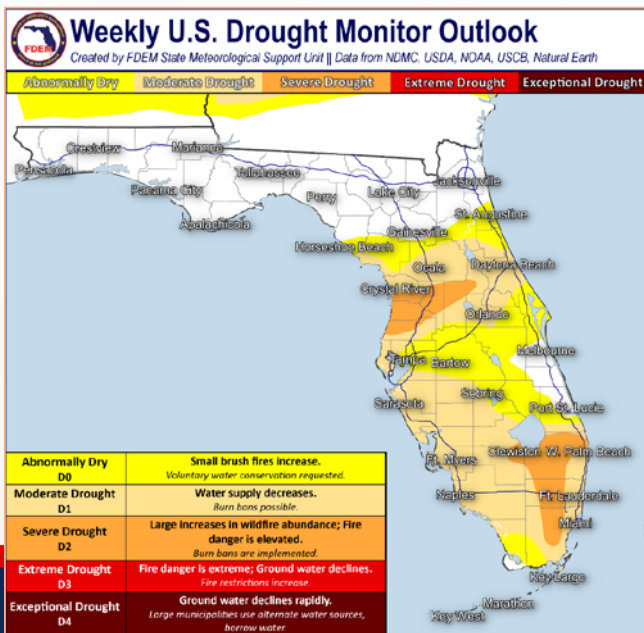 FDEM
Weekly U.S. Drought Monitor Outlook
Created by FDEM State Meteorological Support Unit || Data from NDMC, USDA, NOAA, USCB, Natural Earth
Abnormally Dry Moderate Drought Severe Drought Extreme Drought Exceptional Drought
Crestview Marianna
Pensacola Tallahassee Jacksonville
Panama City Perry Lake City
Apalachicola St. Augustine
Gainesville
Horseshoe Beach
Ocala Daytona Beach
Crystal River
Orlando
Melbourne
Tampa Bartow
Sebring
Sarasota Port St. Lucie
Clewiston W. Palm Beach
Ft. Myers
Naples Ft. Lauderdale
Miami
Key Largo
Marathon
Key West
Abnormally Dry
D0
Small brush fires increase.
Voluntary water conservation requested.
Moderate Drought
D1
Water supply decreases.
Burn bans possible.
Severe Drought
D2
Large increases in wildfire abundance; Fire
danger is elevated.
Burn bans are implemented.
Extreme Drought
D3
Fire danger is extreme; Ground water declines.
Fire restrictions increase.
Exceptional Drought
D4
Ground water declines rapidly.
Large municipalities use alternate water sources,
borrow water.